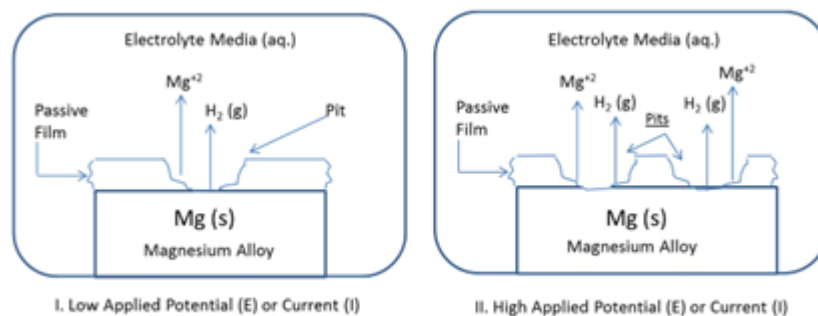 Electrolyte Media (aq.)
Mg+2
H2 (g)
Passive
Film
Pit
Mg (s)
Magnesium Alloy
I. Low Applied Potential (E) or Current (I)
Electrolyte Media (aq.)
Mg+2
Mg+2
H2 (g)
H2 (g)
Passive
Film
Pits
Mg (s)
Magnesium Alloy
II. High Applied Potential (E) or Current (I)